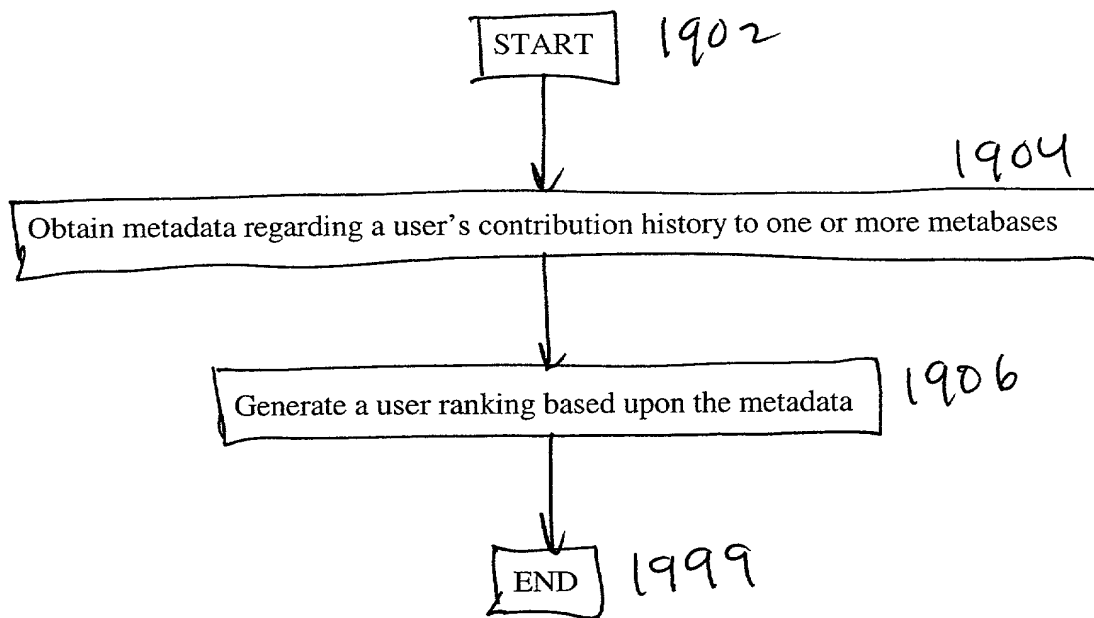 START 1902
1904
Obtain metadata regarding a user's contribution history to one or more metabases
Generate a user ranking based upon the metadata 1906
END 1999